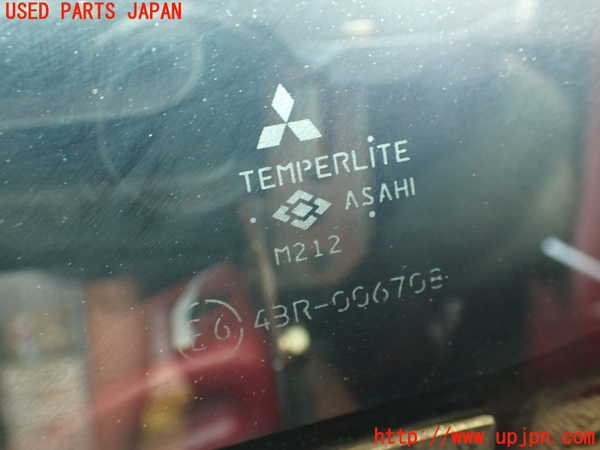 USED PARTS JAPAN
TEMPERLITE
ASAHI
M212
E6 43R-006708
http://www.upjpn.com